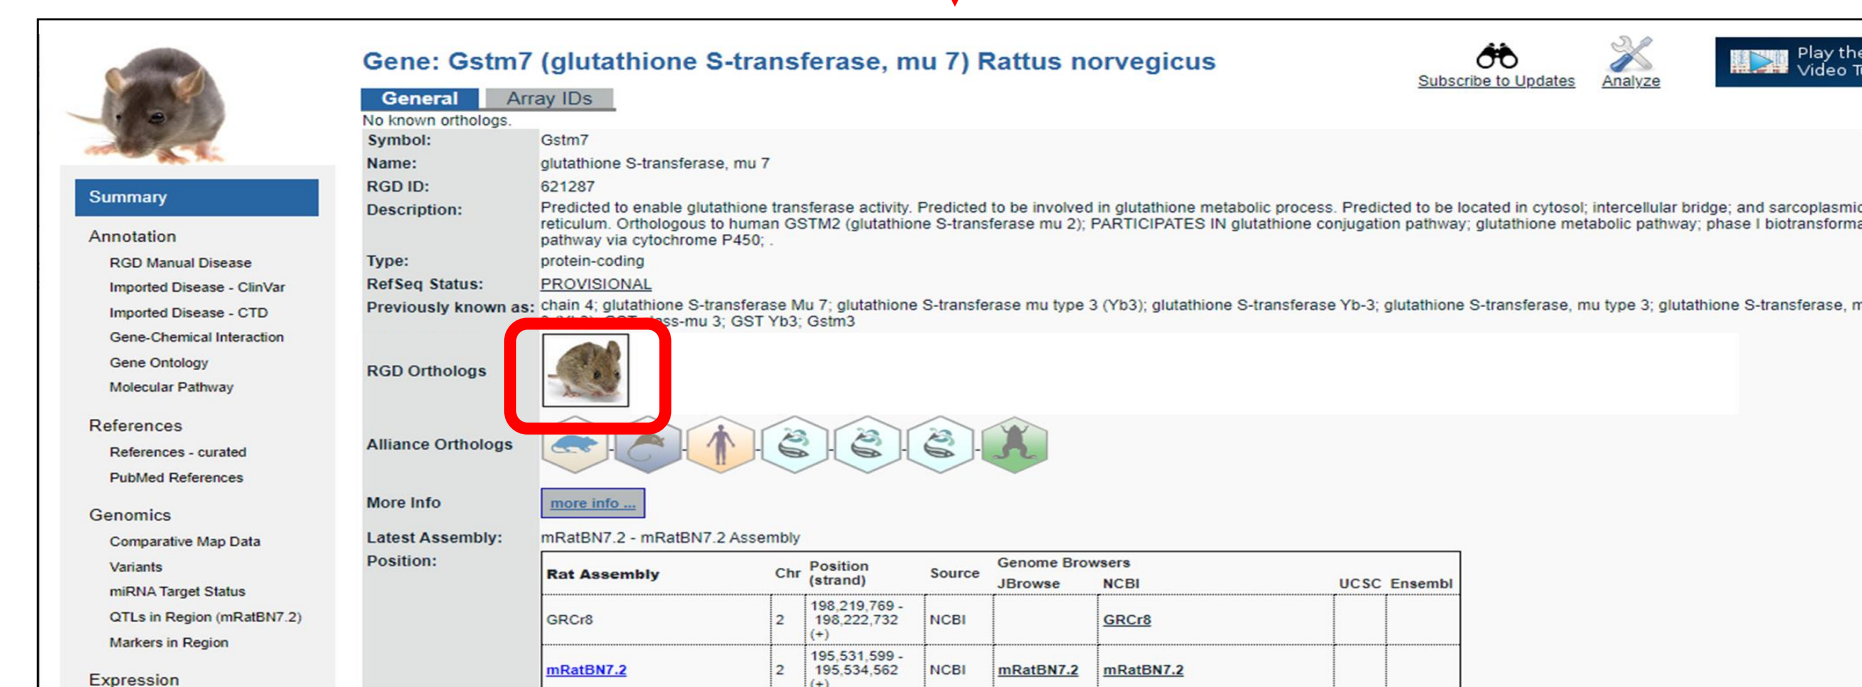 Gene: Gstm7 (glutathione S-transferase, mu 7) Rattus norvegicus
Subscribe to Updates
Analyze
Play the
Video
General
Array IDs
No known orthologs.
Symbol: Gstm7
Name: glutathione S-transferase, mu 7
RGD ID: 621287
Description: Predicted to enable glutathione transferase activity. Predicted to be involved in glutathione metabolic process. Predicted to be located in cytosol; intercellular bridge; and sarcoplasmic
reticulum. Orthologous to human GSTM2 (glutathione S-transferase mu 2); PARTICIPATES IN glutathione conjugation pathway; glutathione metabolic pathway; phase I biotransforma
pathway via cytochrome P450; .
Type: protein-coding
RefSeq Status: PROVISIONAL
Previously known as: chain 4; glutathione S-transferase Mu 7; glutathione S-transferase mu type 3 (Yb3); glutathione S-transferase Yb-3; glutathione S-transferase, mu type 3; glutathione S-transferase, m
3; GST Yb3; Gstm3
RGD Orthologs
Alliance Orthologs
More Info
more info ...
Latest Assembly: mRatBN7.2 - mRatBN7.2 Assembly
Position:
Rat Assembly
Chr
Position
(strand)
Source
Genome Browsers
JBrowse
NCBI
UCSC
Ensembl
GRCr8
2
198,219,769 -
198,222,732
(+)
NCBI
GRCr8
mRatBN7.2
2
195,531,599 -
195,534,562
(+)
NCBI
mRatBN7.2
mRatBN7.2
Summary
Annotation
RGD Manual Disease
Imported Disease - ClinVar
Imported Disease - CTD
Gene-Chemical Interaction
Gene Ontology
Molecular Pathway
References
References - curated
PubMed References
Genomics
Comparative Map Data
Variants
miRNA Target Status
QTLs in Region (mRatBN7.2)
Markers in Region
Expression